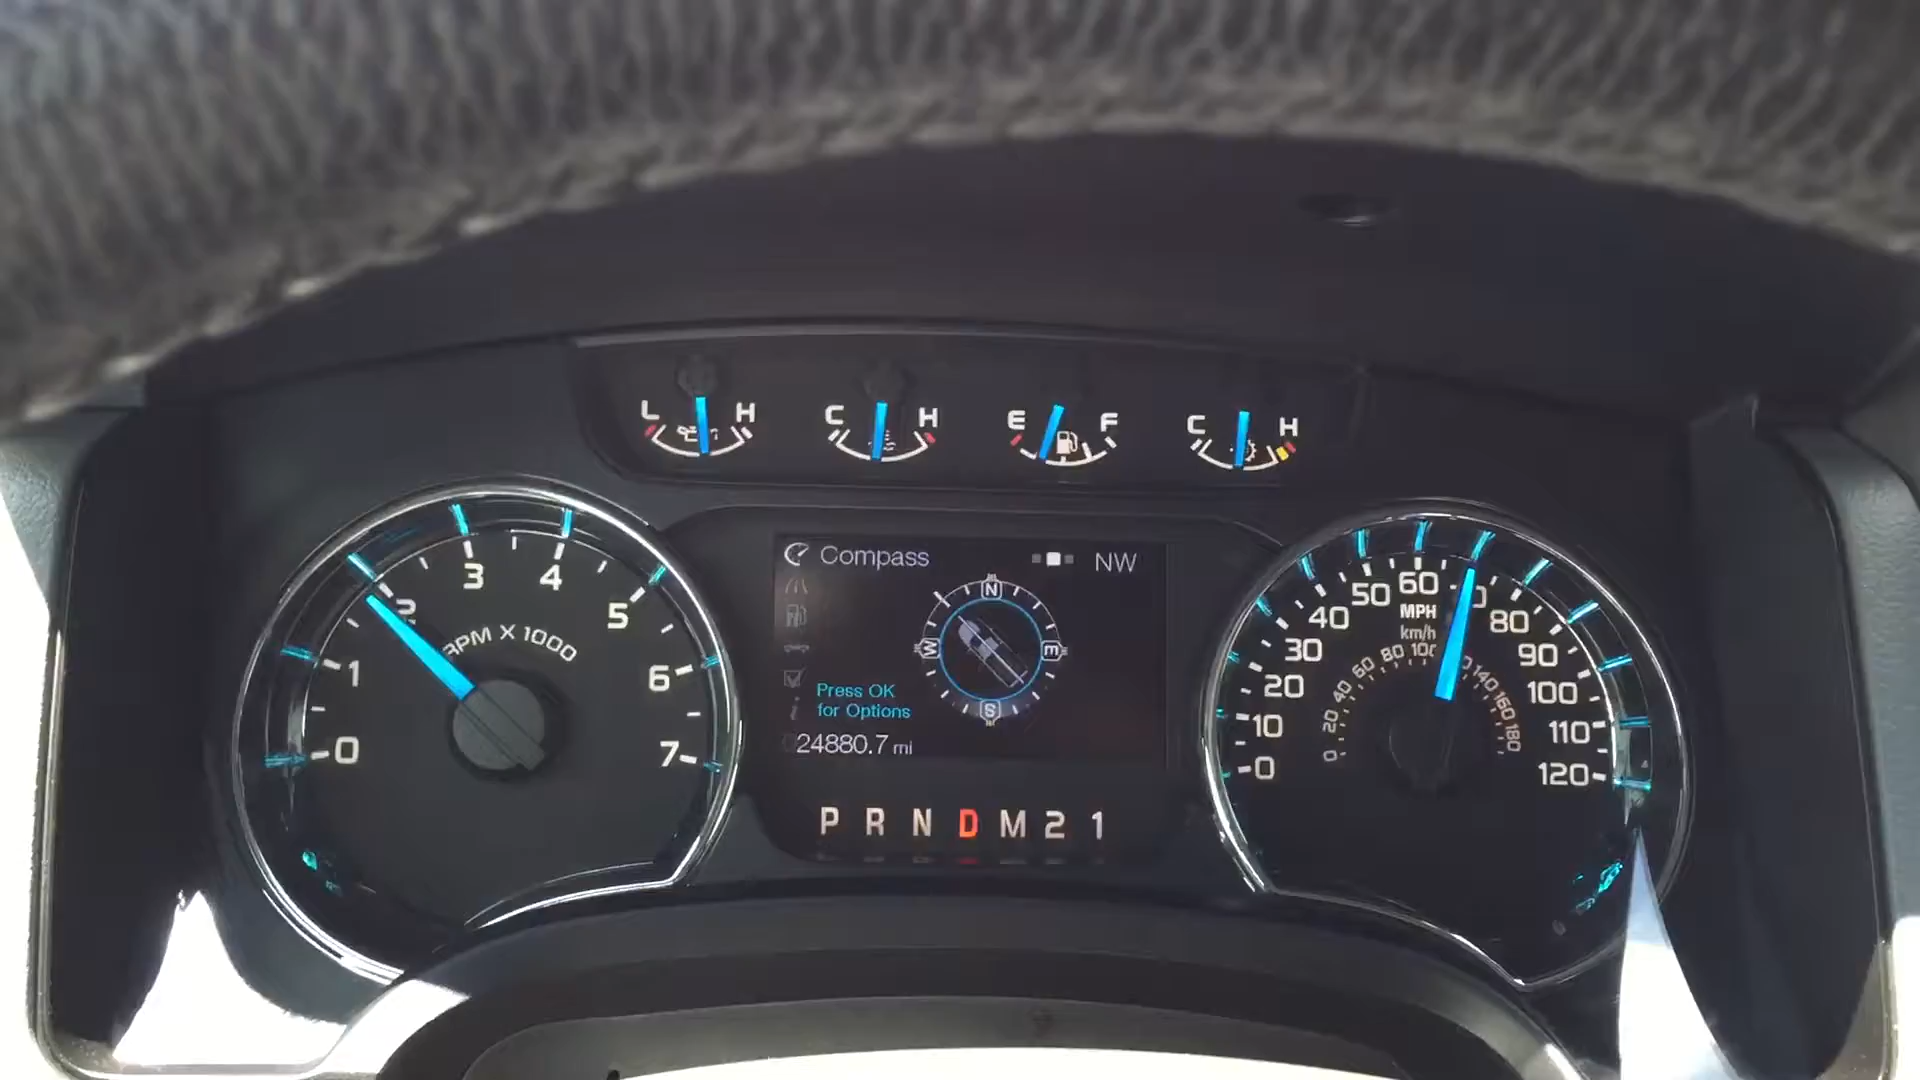 L H
C H
E F
C H
0 1 2 3 4 5 6 7
RPM X 1000
Compass NW
N
W E
S
Press OK
for Options
24880.7 mi
P R N D M 2 1
0 10 20 30 40 50 60 80 90 100 110 120
MPH
km/h
0 20 40 60 80 100 140 160 180